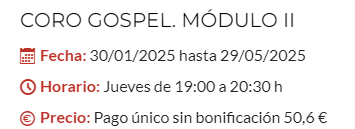 CORO GOSPEL. MÓDULO II
Fecha: 30/01/2025 hasta 29/05/2025
Horario: Jueves de 19:00 a 20:30 h
Precio: Pago único sin bonificación 50,6 €